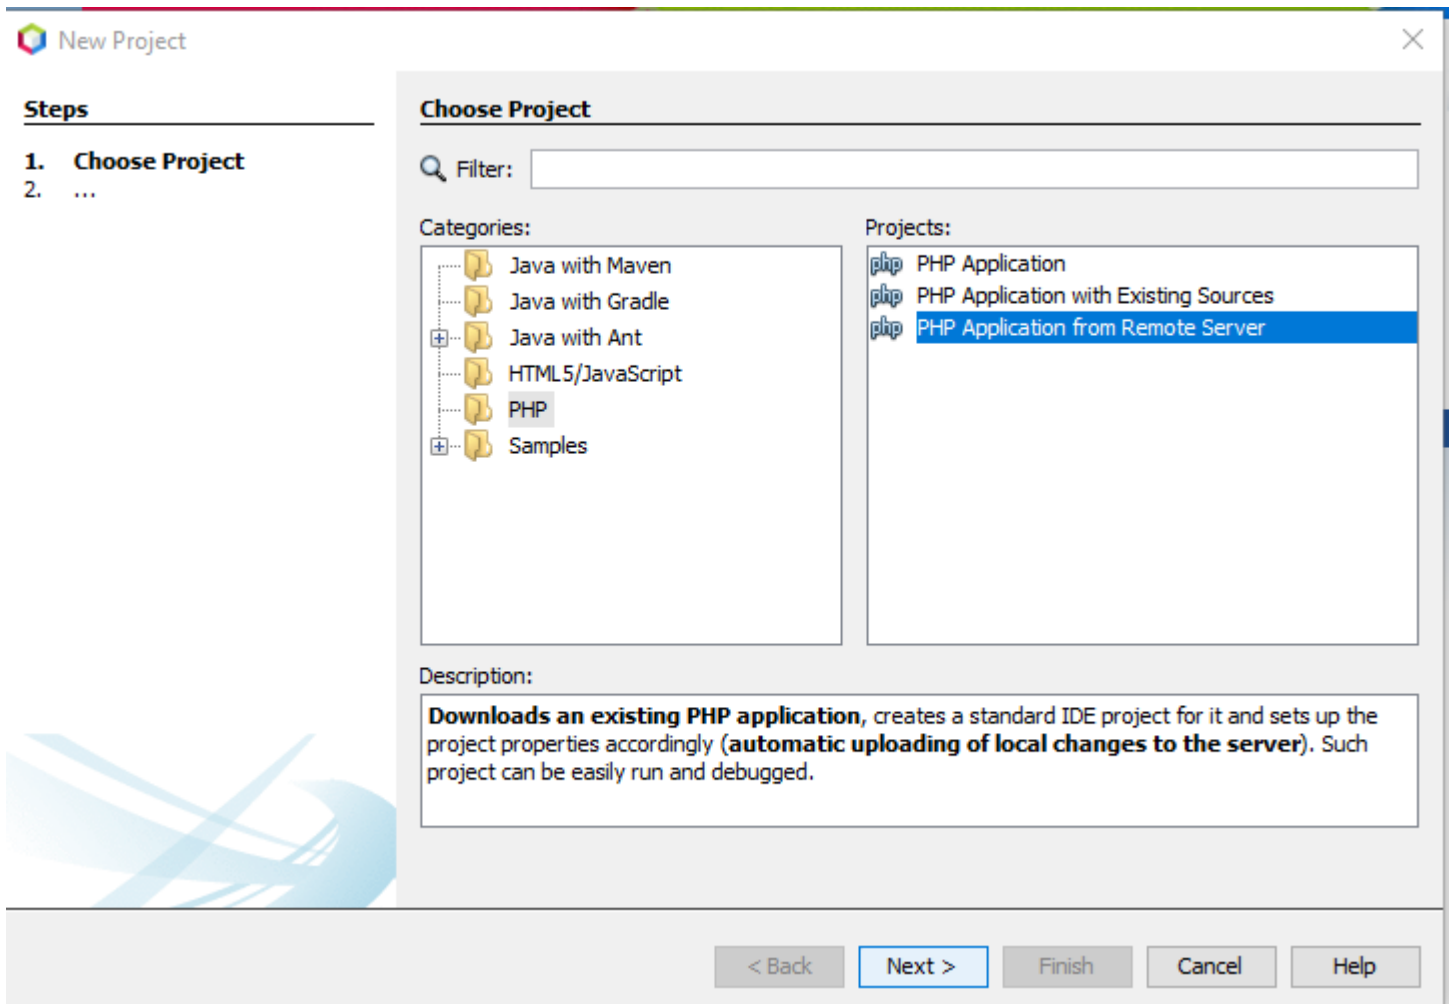 New Project
Steps
1. Choose Project
2. ...
Choose Project
Filter:
Categories:
Java with Maven
Java with Gradle
Java with Ant
HTML5/JavaScript
PHP
Samples
Projects:
php PHP Application
php PHP Application with Existing Sources
php PHP Application from Remote Server
Description:
Downloads an existing PHP application, creates a standard IDE project for it and sets up the
project properties accordingly (automatic uploading of local changes to the server). Such
project can be easily run and debugged.
< Back
Next >
Finish
Cancel
Help